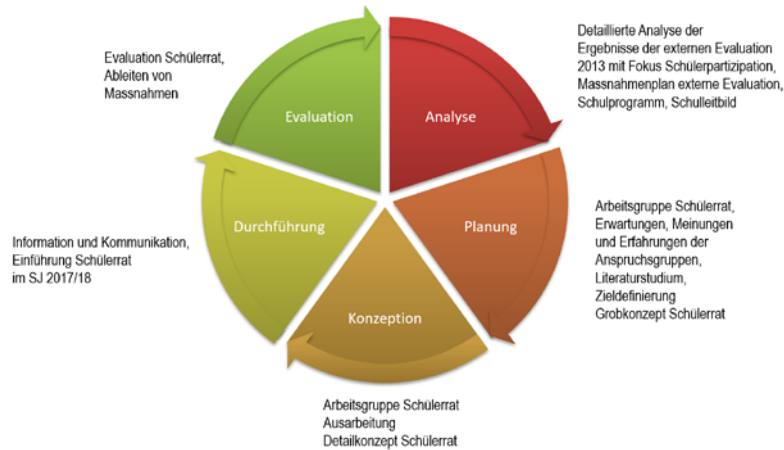 Analyse
Detaillierte Analyse der
Ergebnisse der externen Evaluation
2013 mit Fokus Schülerpartizipation,
Massnahmenplan externe Evaluation,
Schulprogramm, Schulleitbild
Planung
Arbeitsgruppe Schülerrat,
Erwartungen, Meinungen
und Erfahrungen der
Anspruchsgruppen,
Literaturstudium,
Zieldefinierung
Grobkonzept Schülerrat
Konzeption
Arbeitsgruppe Schülerrat
Ausarbeitung
Detailkonzept Schülerrat
Durchführung
Information und Kommunikation,
Einführung Schülerrat
im SJ 2017/18
Evaluation
Evaluation Schülerrat,
Ableiten von
Massnahmen